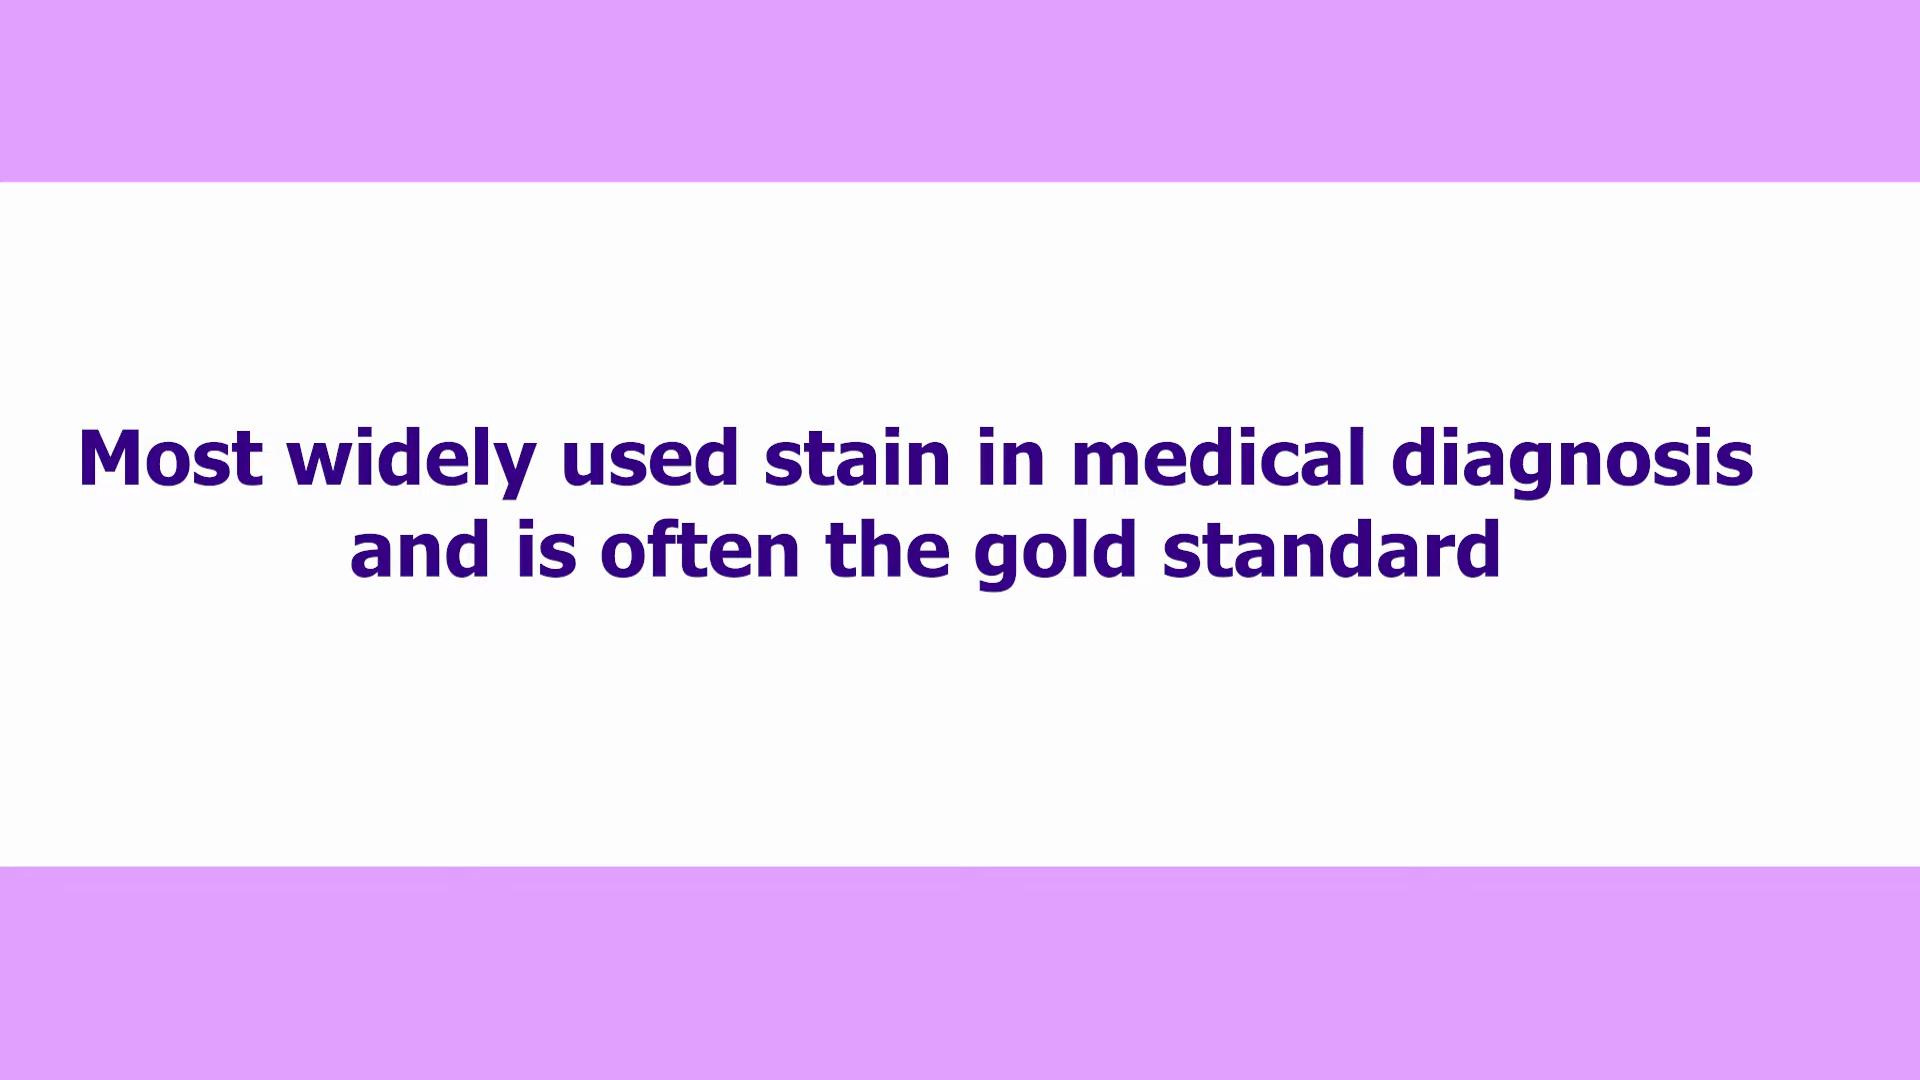 Most widely used stain in medical diagnosis
and is often the gold standard